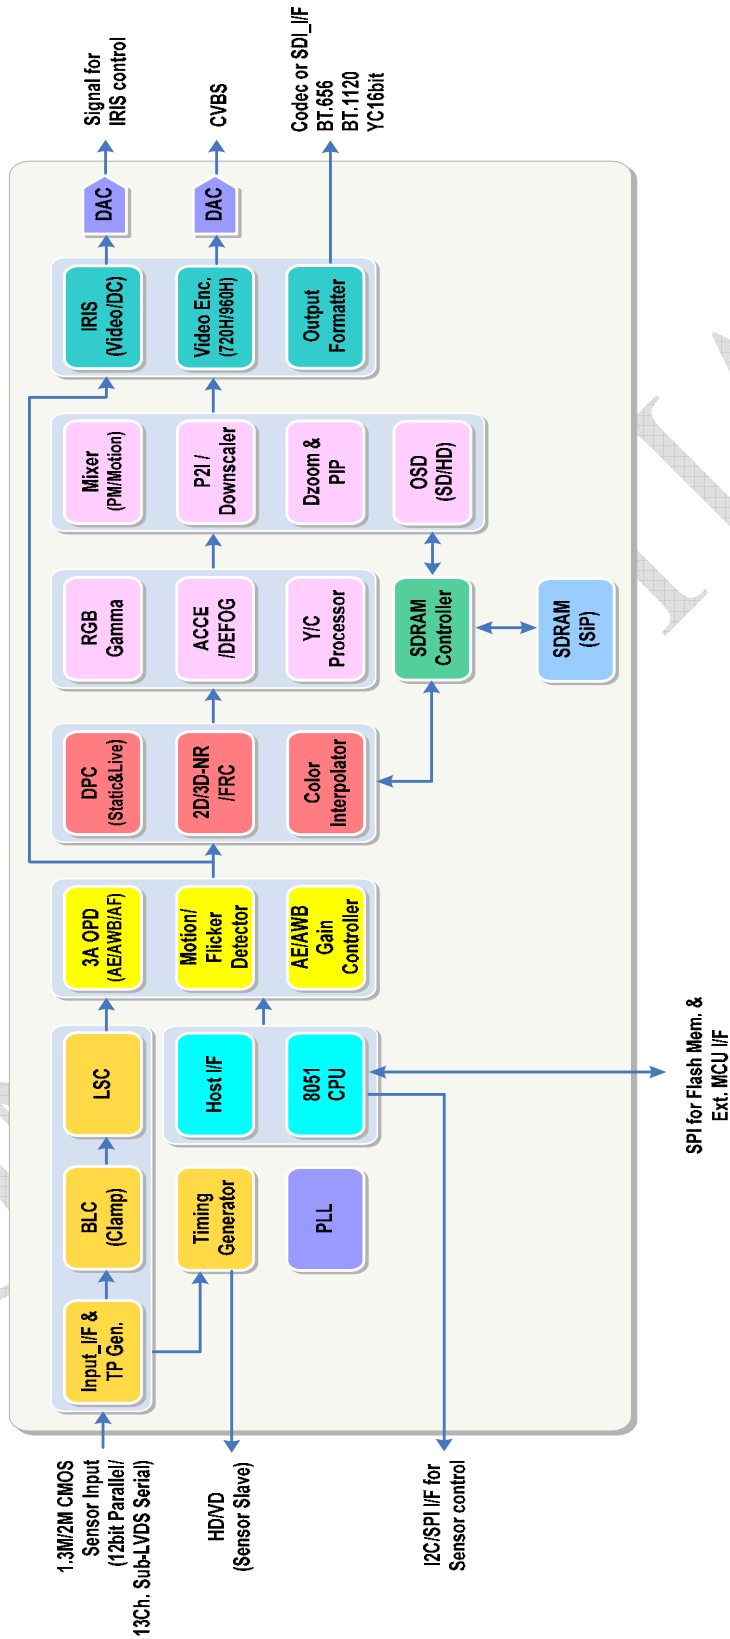 1.3M/2M CMOS
Sensor Input
(12bit Parallel/
13Ch. Sub-LVDS Serial)
HD/VD
(Sensor Slave)
I2C/SPI I/F for
Sensor control
Input_I/F &
TP Gen.
BLC
(Clamp)
LSC
Timing
Generator
PLL
Host I/F
8051
CPU
SPI for Flash Mem. &
Ext. MCU I/F
3A OPD
(AE/AWB/AF)
Motion/
Flicker
Detector
AE/AWB
Gain
Controller
DPC
(Static&Live)
2D/3D-NR
/FRC
Color
Interpolator
RGB
Gamma
ACCE
/DEFOG
Y/C
Processor
SDRAM
Controller
SDRAM
(SiP)
Mixer
(PM/Motion)
P2I /
Downscaler
Dzoom &
PIP
OSD
(SD/HD)
IRIS
(Video/DC)
Video Enc.
(720H/960H)
Output
Formatter
DAC
DAC
Signal for
IRIS control
CVBS
Codec or SDI_I/F
BT.656
BT.1120
YC16bit